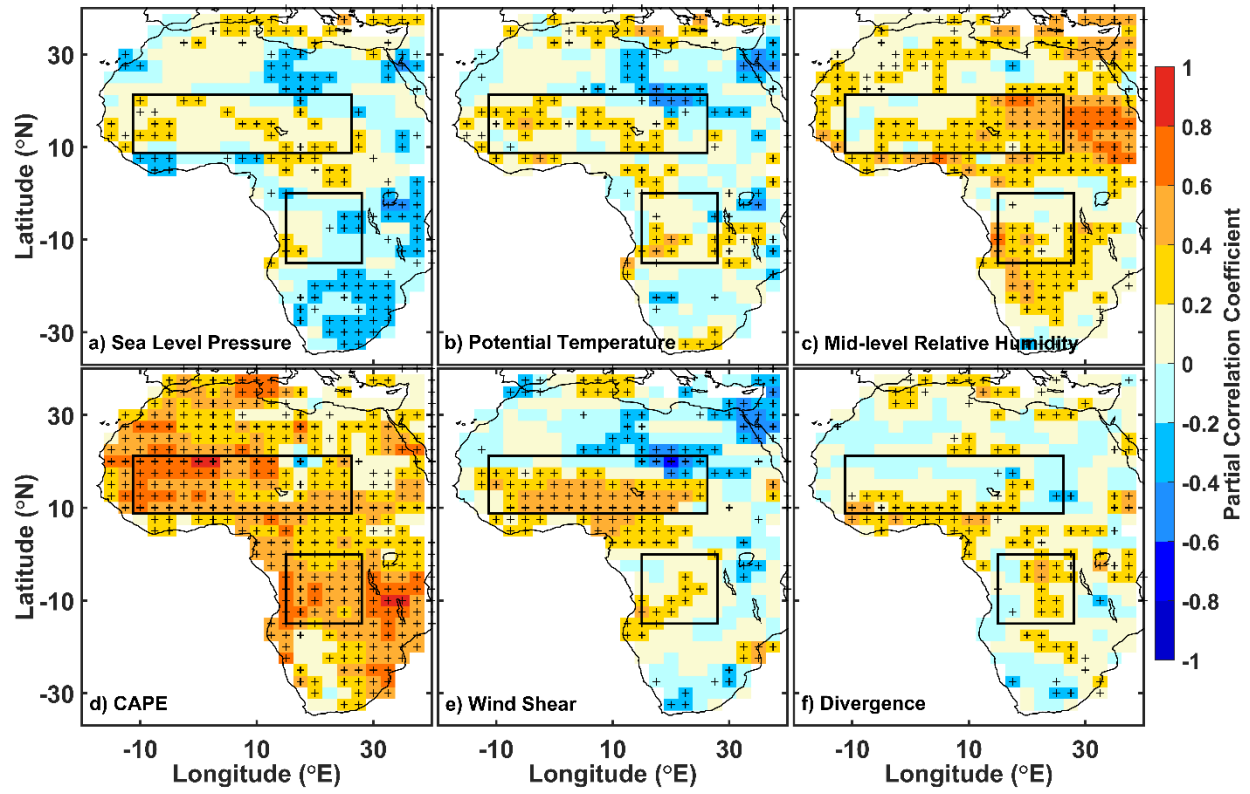 30
10
-10
-30
Latitude (°N)
a) Sea Level Pressure
b) Potential Temperature
c) Mid-level Relative Humidity
30
10
-10
-30
Latitude (°N)
d) CAPE
e) Wind Shear
f) Divergence
-10
10
30
Longitude (°E)
-10
10
30
Longitude (°E)
-10
10
30
Longitude (°E)
1
0.8
0.6
0.4
0.2
0
-0.2
-0.4
-0.6
-0.8
-1
Partial Correlation Coefficient